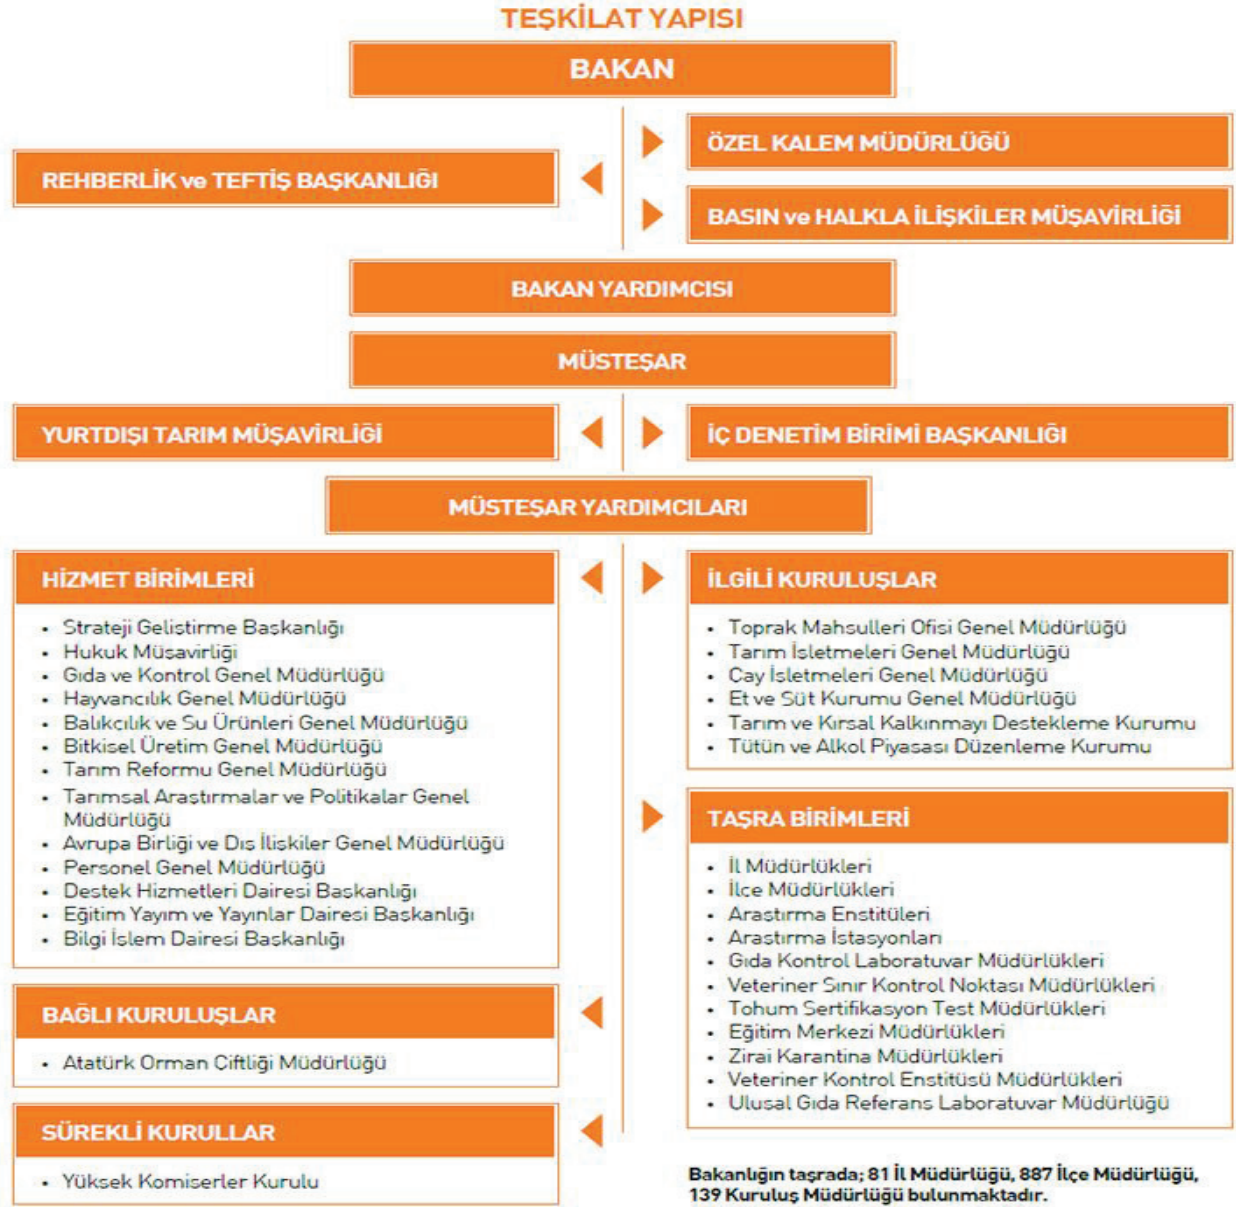 TEŞKİLAT YAPISI
BAKAN
ÖZEL KALEM MÜDÜRLÜĞÜ
REHBERLİK ve TEFTİŞ BAŞKANLIĞI
BASIN ve HALKLA İLİŞKİLER MÜŞAVİRLİĞİ
BAKAN YARDIMCISI
MÜSTEŞAR
YURTDIŞI TARIM MÜŞAVİRLİĞİ
İÇ DENETİM BİRİMİ BAŞKANLIĞI
MÜSTEŞAR YARDIMCILARI
HİZMET BİRİMLERİ
• Strateji Geliştirme Başkanlığı
• Hukuk Müşavirliği
• Gıda ve Kontrol Genel Müdürlüğü
• Hayvancılık Genel Müdürlüğü
• Balıkçılık ve Su Ürünleri Genel Müdürlüğü
• Bitkisel Üretim Genel Müdürlüğü
• Tarım Reformu Genel Müdürlüğü
• Tarımsal Araştırmalar ve Politikalar Genel
Müdürlüğü
• Avrupa Birliği ve Dış İlişkiler Genel Müdürlüğü
• Personel Genel Müdürlüğü
• Destek Hizmetleri Dairesi Başkanlığı
• Eğitim Yayım ve Yayınlar Dairesi Başkanlığı
• Bilgi İşlem Dairesi Başkanlığı
BAĞLI KURULUŞLAR
• Atatürk Orman Çiftliği Müdürlüğü
SÜREKLİ KURULLAR
• Yüksek Komiserler Kurulu
İLGİLİ KURULUŞLAR
• Toprak Mahsulleri Ofisi Genel Müdürlüğü
• Tarım İşletmeleri Genel Müdürlüğü
• Çay İşletmeleri Genel Müdürlüğü
• Et ve Süt Kurumu Genel Müdürlüğü
• Tarım ve Kırsal Kalkınmayı Destekleme Kurumu
• Tütün ve Alkol Piyasası Düzenleme Kurumu
TAŞRA BİRİMLERİ
• İl Müdürlükleri
• İlçe Müdürlükleri
• Araştırma Enstitüleri
• Araştırma İstasyonları
• Gıda Kontrol Laboratuvar Müdürlükleri
• Veteriner Sınır Kontrol Noktası Müdürlükleri
• Tohum Sertifikasyon Test Müdürlükleri
• Eğitim Merkezi Müdürlükleri
• Zirai Karantina Müdürlükleri
• Veteriner Kontrol Enstitüsü Müdürlükleri
• Ulusal Gıda Referans Laboratuvar Müdürlüğü
Bakanlığın taşrada; 81 İl Müdürlüğü, 887 İlçe Müdürlüğü,
139 Kuruluş Müdürlüğü bulunmaktadır.